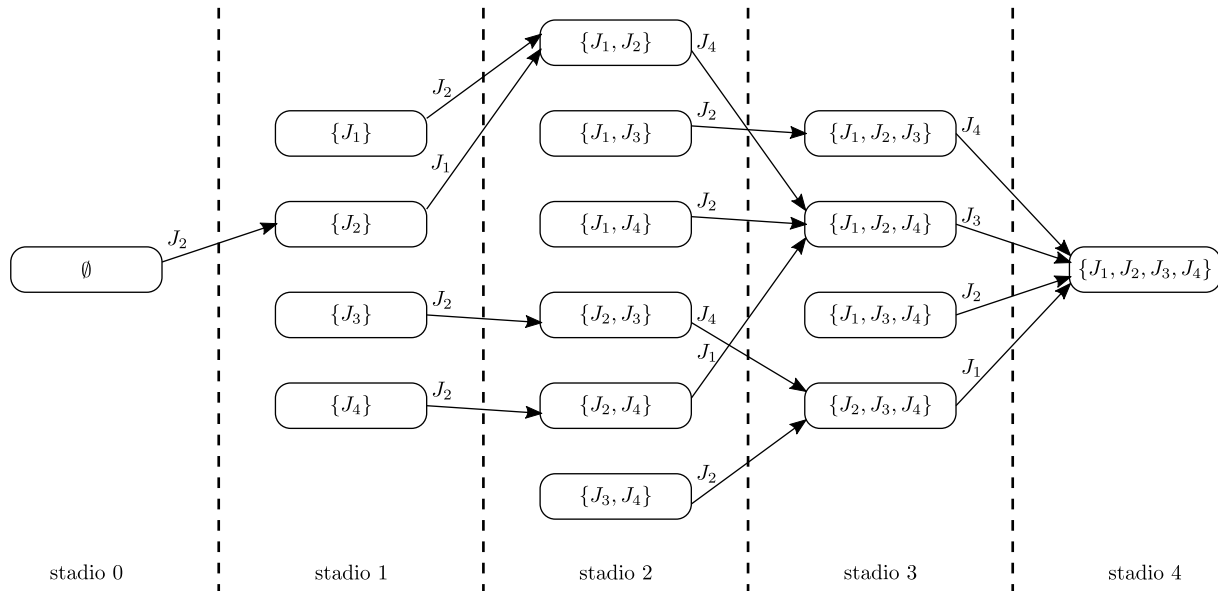 {J₁, J₂}
J₄
J₂
{J₁}
J₂
{J₁, J₃}
{J₁, J₂, J₃}
J₄
J₁
J₂
{J₂}
J₂
{J₁, J₄}
{J₁, J₂, J₄}
J₃
∅
{J₁, J₂, J₃, J₄}
{J₃}
J₂
{J₂, J₃}
J₄
{J₁, J₃, J₄}
J₂
J₁
J₁
{J₄}
J₂
{J₂, J₄}
{J₂, J₃, J₄}
J₂
{J₃, J₄}
stadio 0 stadio 1 stadio 2 stadio 3 stadio 4